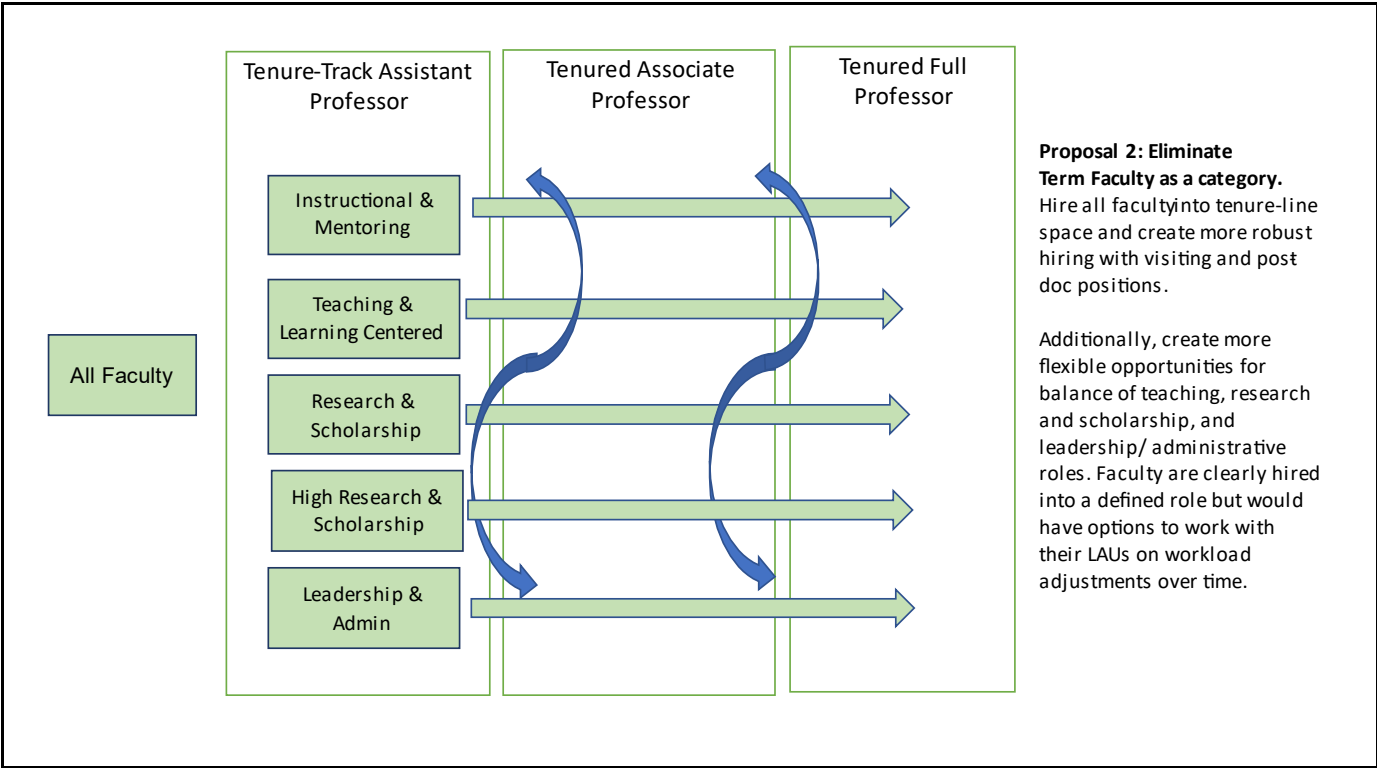 Tenure-Track Assistant
Professor
Tenured Associate
Professor
Tenured Full
Professor
All Faculty
Instructional &
Mentoring
Teaching &
Learning Centered
Research &
Scholarship
High Research &
Scholarship
Leadership &
Admin
Proposal 2: Eliminate
Term Faculty as a category.
Hire all facultyinto tenure-line
space and create more robust
hiring with visiting and post-
doc positions.
Additionally, create more
flexible opportunities for
balance of teaching, research
and scholarship, and
leadership/ administrative
roles. Faculty are clearly hired
into a defined role but would
have options to work with
their LAUs on workload
adjustments over time.